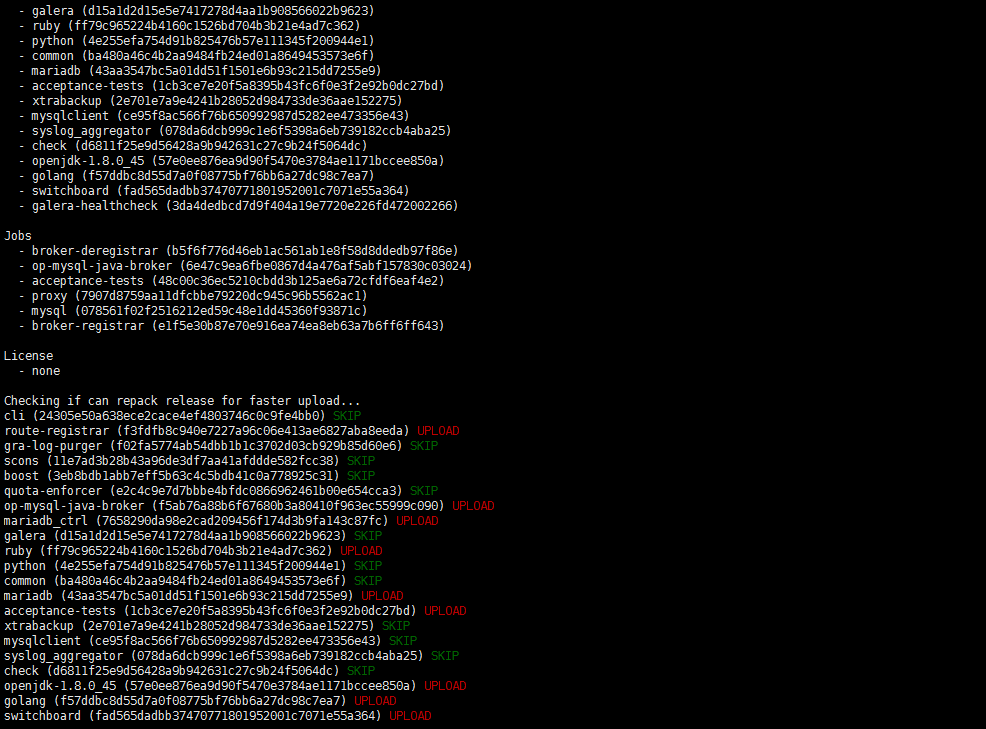 - galera (d15a1d2d15e5e7417278d4aa1b908566022b9623)
- ruby (ff79c965224b4160c1526bd704b3b21e4ad7c362)
- python (4e255efa754d91b825476b57e111345f200944e1)
- common (ba480a46c4b2aa9484fb24ed01a8649453573e6f)
- mariadb (43aa3547bc5a01dd51f1501e6b93c215dd7255e9)
- acceptance-tests (1cb3ce7e20f5a8395b43fc6f0e3f2e92b0dc27bd)
- xtrabackup (2e701e7a9e4241b28052d984733de36aae152275)
- mysqlclient (ce95f8ac566f76b650992987d5282ee473356e43)
- syslog_aggregator (078da6dcb999c1e6f5398a6eb739182ccb4aba25)
- check (d6811f25e9d56428a9b942631c27c9b24f5064dc)
- openjdk-1.8.0_45 (57e0ee876ea9d90f5470e3784ae1171bccee850a)
- golang (f57ddbc8d55d7a0f08775bf76bb6a27dc98c7ea7)
- switchboard (fad565dadbb37470771801952001c7071e55a364)
- galera-healthcheck (3da4dedbcd7d9f404a19e7720e226fd472002266)

Jobs
- broker-deregistrar (b5f6f776d46eb1ac561ab1e8f58d8ddedb97f86e)
- op-mysql-java-broker (6e47c9ea6fbe0867d4a476af5abf157830c03024)
- acceptance-tests (48c00c36ec5210cbdd3b125ae6a72cfdf6eaf4e2)
- proxy (7907d8759aa11dfcbbe79220dc945c96b5562ac1)
- mysql (078561f02f2516212ed59c48e1dd45360f93871c)
- broker-registrar (e1f5e30b87e70e916ea74ea8eb63a7b6ff6ff643)

License
- none

Checking if can repack release for faster upload...
cli (24305e50a638ece2cace4ef4803746c0c9fe4bb0) SKIP
route-registrar (f3fdfb8c940e7227a96c06e413ae6827aba8eeda) UPLOAD
gra-log-purger (f02fa5774ab54dbb1b1c3702d03cb929b85d60e6) SKIP
scons (11e7ad3b28b43a96de3df7aa41afddde582fcc38) SKIP
boost (3eb8bdb1abb7eff5b63c4c5bdb41c0a778925c31) SKIP
quota-enforcer (e2c4c9e7d7bbbe4bfdc0866962461b00e654cca3) SKIP
op-mysql-java-broker (f5ab76a88b6f67680b3a80410f963ec55999c090) UPLOAD
mariadb_ctrl (7658290da98e2cad209456f174d3b9fa143c87fc) UPLOAD
galera (d15a1d2d15e5e7417278d4aa1b908566022b9623) SKIP
ruby (ff79c965224b4160c1526bd704b3b21e4ad7c362) UPLOAD
python (4e255efa754d91b825476b57e111345f200944e1) SKIP
common (ba480a46c4b2aa9484fb24ed01a8649453573e6f) SKIP
mariadb (43aa3547bc5a01dd51f1501e6b93c215dd7255e9) UPLOAD
acceptance-tests (1cb3ce7e20f5a8395b43fc6f0e3f2e92b0dc27bd) UPLOAD
xtrabackup (2e701e7a9e4241b28052d984733de36aae152275) SKIP
mysqlclient (ce95f8ac566f76b650992987d5282ee473356e43) SKIP
syslog_aggregator (078da6dcb999c1e6f5398a6eb739182ccb4aba25) SKIP
check (d6811f25e9d56428a9b942631c27c9b24f5064dc) SKIP
openjdk-1.8.0_45 (57e0ee876ea9d90f5470e3784ae1171bccee850a) UPLOAD
golang (f57ddbc8d55d7a0f08775bf76bb6a27dc98c7ea7) UPLOAD
switchboard (fad565dadbb37470771801952001c7071e55a364) UPLOAD